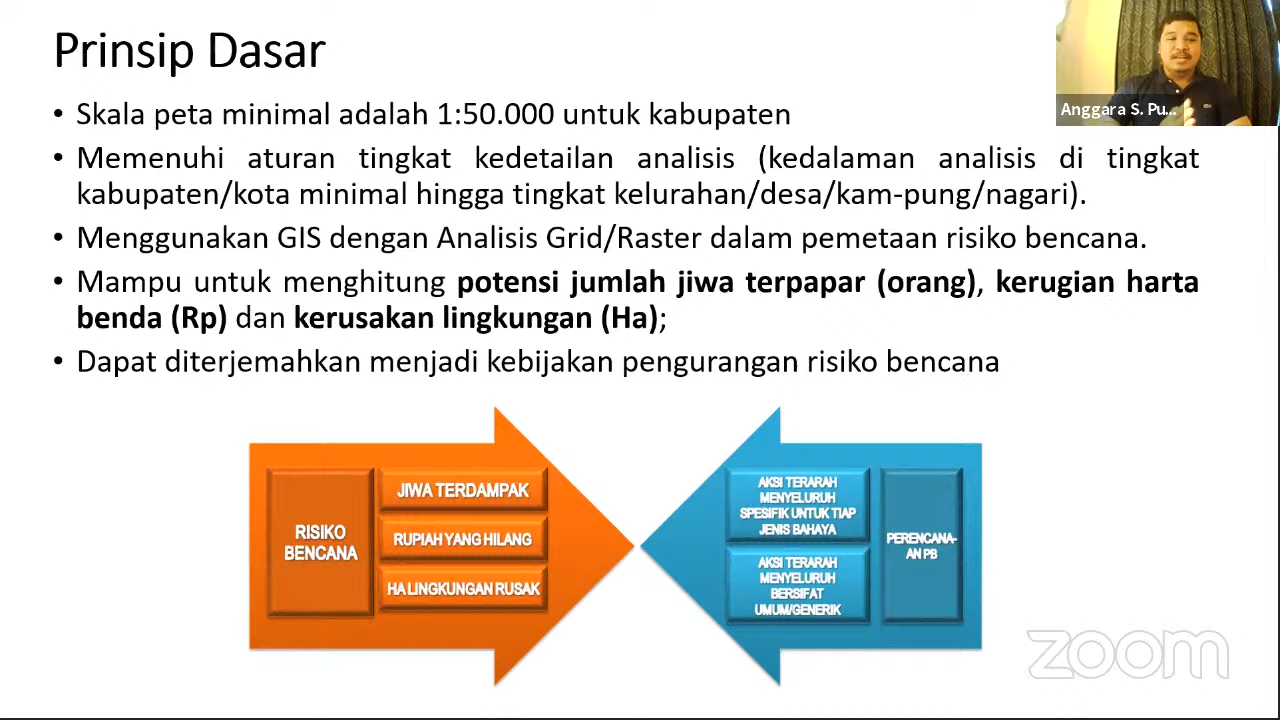 Prinsip Dasar
Anggara S. Pu...
• Skala peta minimal adalah 1:50.000 untuk kabupaten
• Memenuhi aturan tingkat kedetailan analisis (kedalaman analisis di tingkat
kabupaten/kota minimal hingga tingkat kelurahan/desa/kam-pung/nagari).
• Menggunakan GIS dengan Analisis Grid/Raster dalam pemetaan risiko bencana.
• Mampu untuk menghitung potensi jumlah jiwa terpapar (orang), kerugian harta
benda (Rp) dan kerusakan lingkungan (Ha);
• Dapat diterjemahkan menjadi kebijakan pengurangan risiko bencana
RISIKO
BENCANA
JIWA TERDAMPAK
RUPIAH YANG HILANG
HA LINGKUNGAN RUSAK
AKSI TERARAH
MENYELURUH
SPESIFIK UNTUK TIAP
JENIS BAHAYA
AKSI TERARAH
MENYELURUH
BERSIFAT
UMUM/GENERIK
PERENCANA-
AN PB
zoom